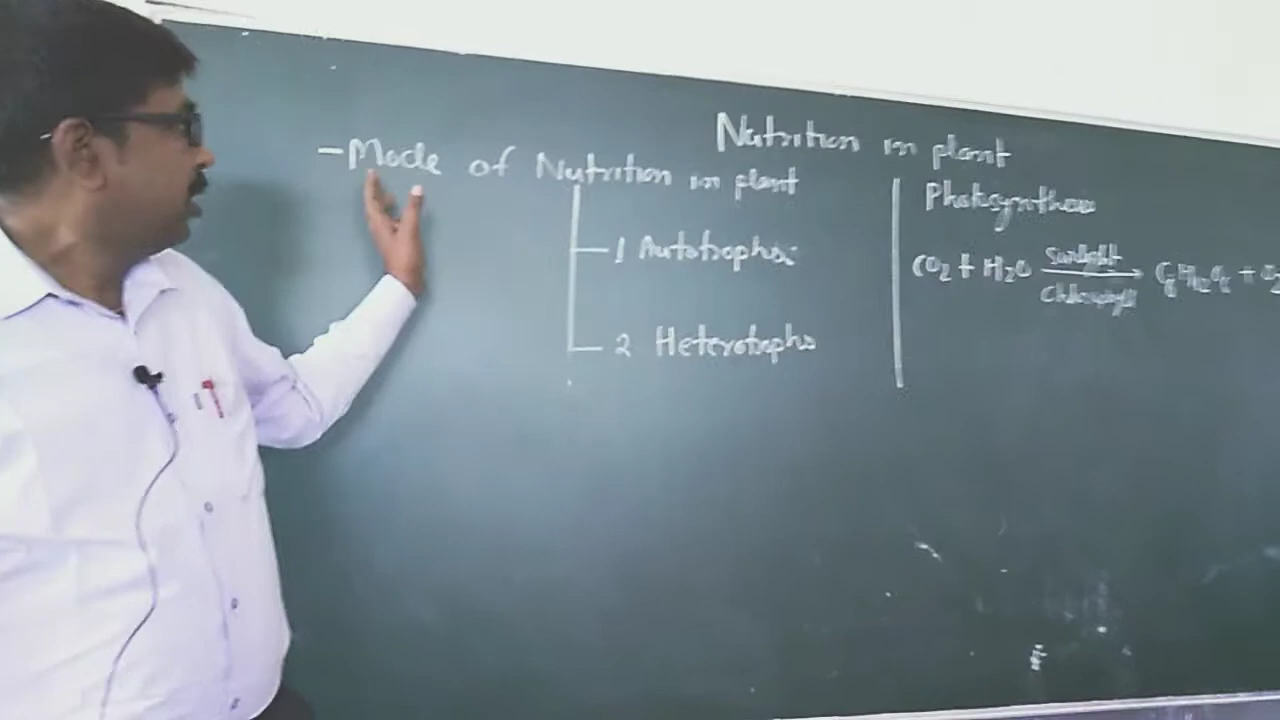 Nutrition in plant
- Mode of Nutrition in plant
1 Autotrophs:
2 Heterotrophs
Photosynthesis
CO2 + H2O sunlight
chlorophyll C6H12O6 + O2